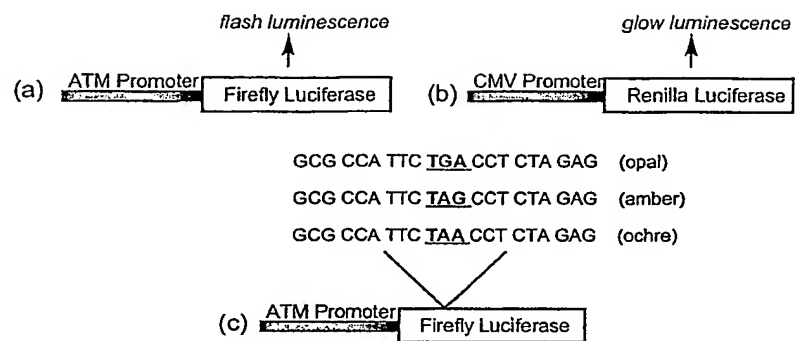 flash luminescence
glow luminescence
(a) ATM Promoter Firefly Luciferase
(b) CMV Promoter Renilla Luciferase
GCG CCA TTC TGA CCT CTA GAG (opal)
GCG CCA TTC TAG CCT CTA GAG (amber)
GCG CCA TTC TAA CCT CTA GAG (ochre)
(c) ATM Promoter Firefly Luciferase